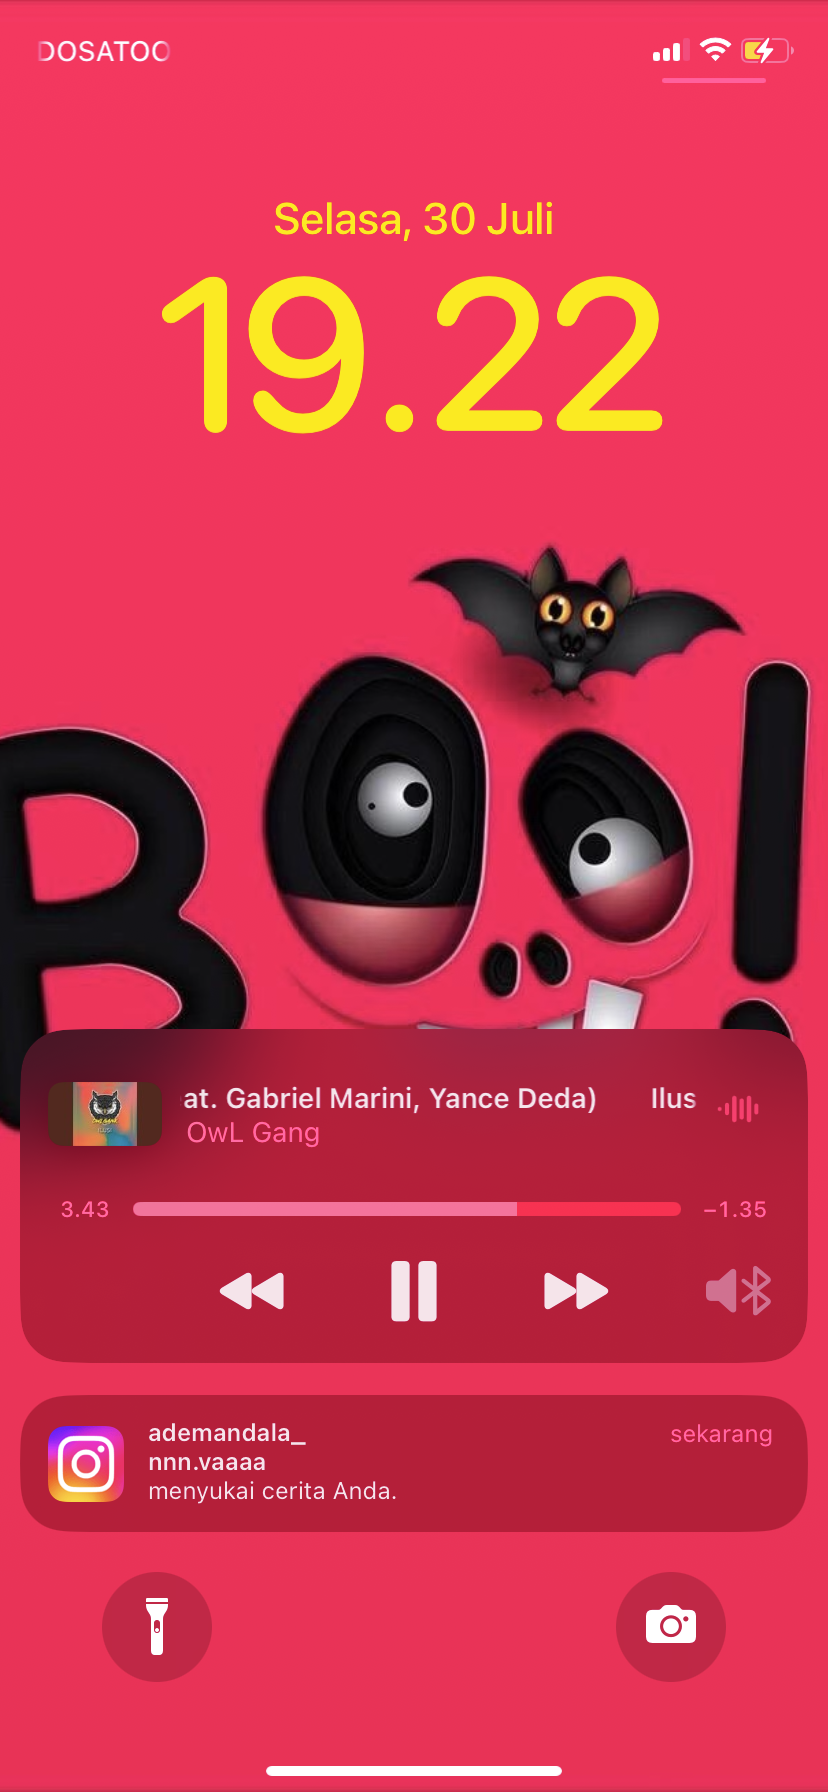 DOSATOO
Selasa, 30 Juli
19.22
BOO!
at. Gabriel Marini, Yance Deda) Ilus
OwL Gang
3.43
−1.35
ademandala_
sekarang
nnn.vaaaa
menyukai cerita Anda.